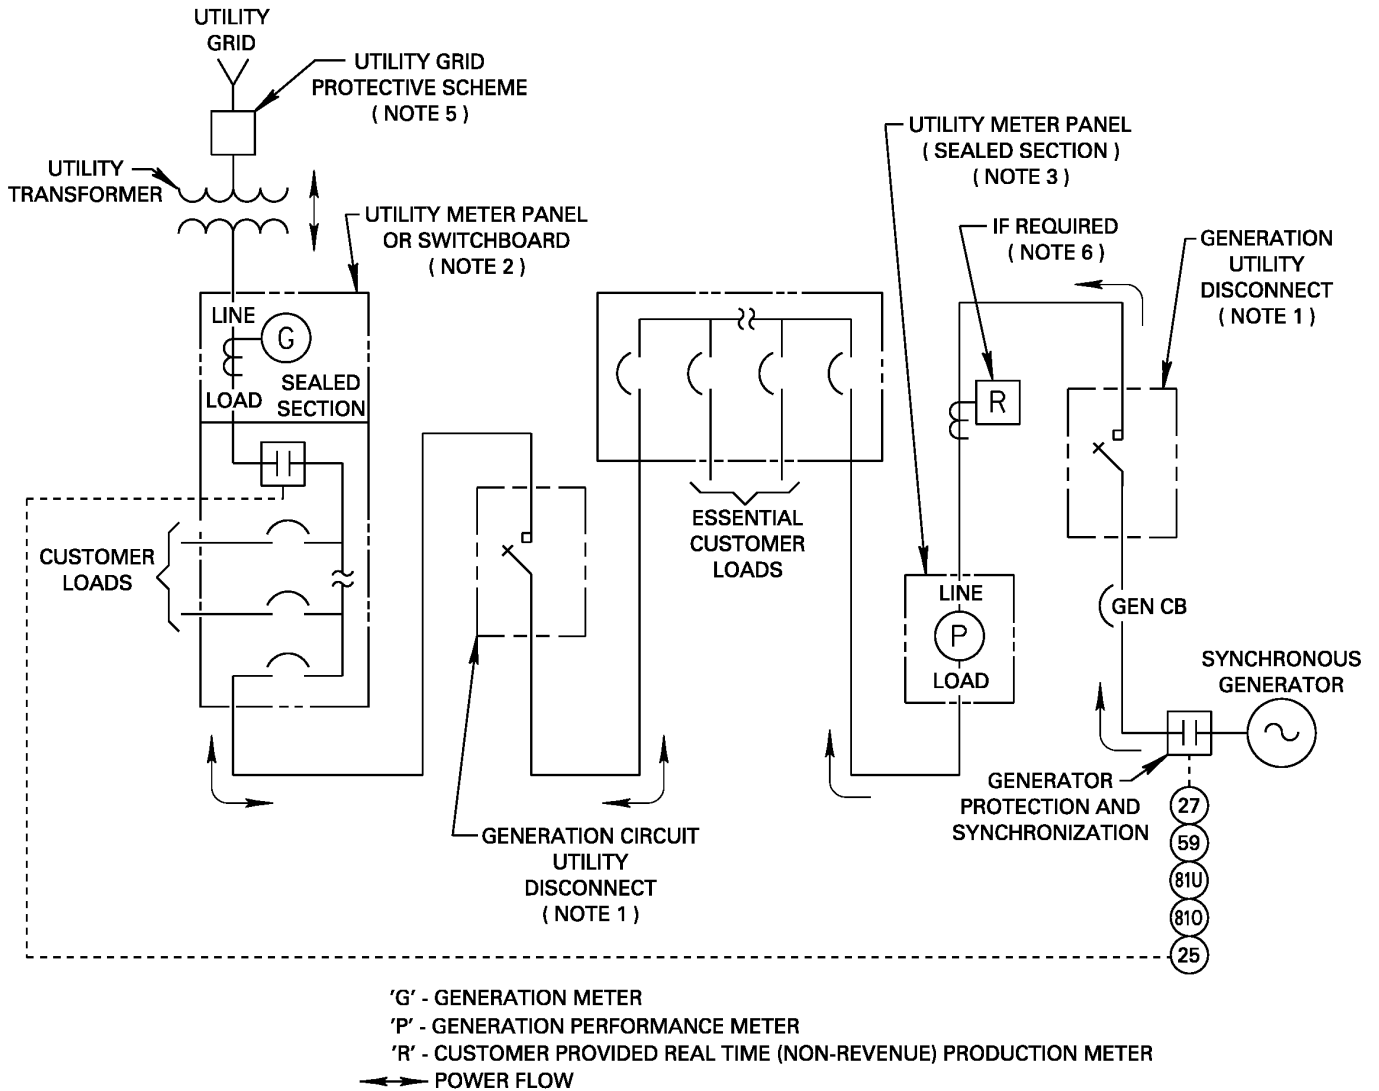 UTILITY
GRID
UTILITY GRID
PROTECTIVE SCHEME
( NOTE 5 )
UTILITY
TRANSFORMER
UTILITY METER PANEL
OR SWITCHBOARD
( NOTE 2 )
UTILITY METER PANEL
( SEALED SECTION )
( NOTE 3 )
IF REQUIRED
( NOTE 6 )
GENERATION
UTILITY
DISCONNECT
( NOTE 1 )
LINE
G
LOAD
SEALED
SECTION
R
CUSTOMER
LOADS
ESSENTIAL
CUSTOMER
LOADS
LINE
P
LOAD
GEN CB
SYNCHRONOUS
GENERATOR
GENERATOR
PROTECTION AND
SYNCHRONIZATION
27
59
81U
81O
25
GENERATION CIRCUIT
UTILITY
DISCONNECT
( NOTE 1 )
'G' - GENERATION METER
'P' - GENERATION PERFORMANCE METER
'R' - CUSTOMER PROVIDED REAL TIME (NON-REVENUE) PRODUCTION METER
POWER FLOW